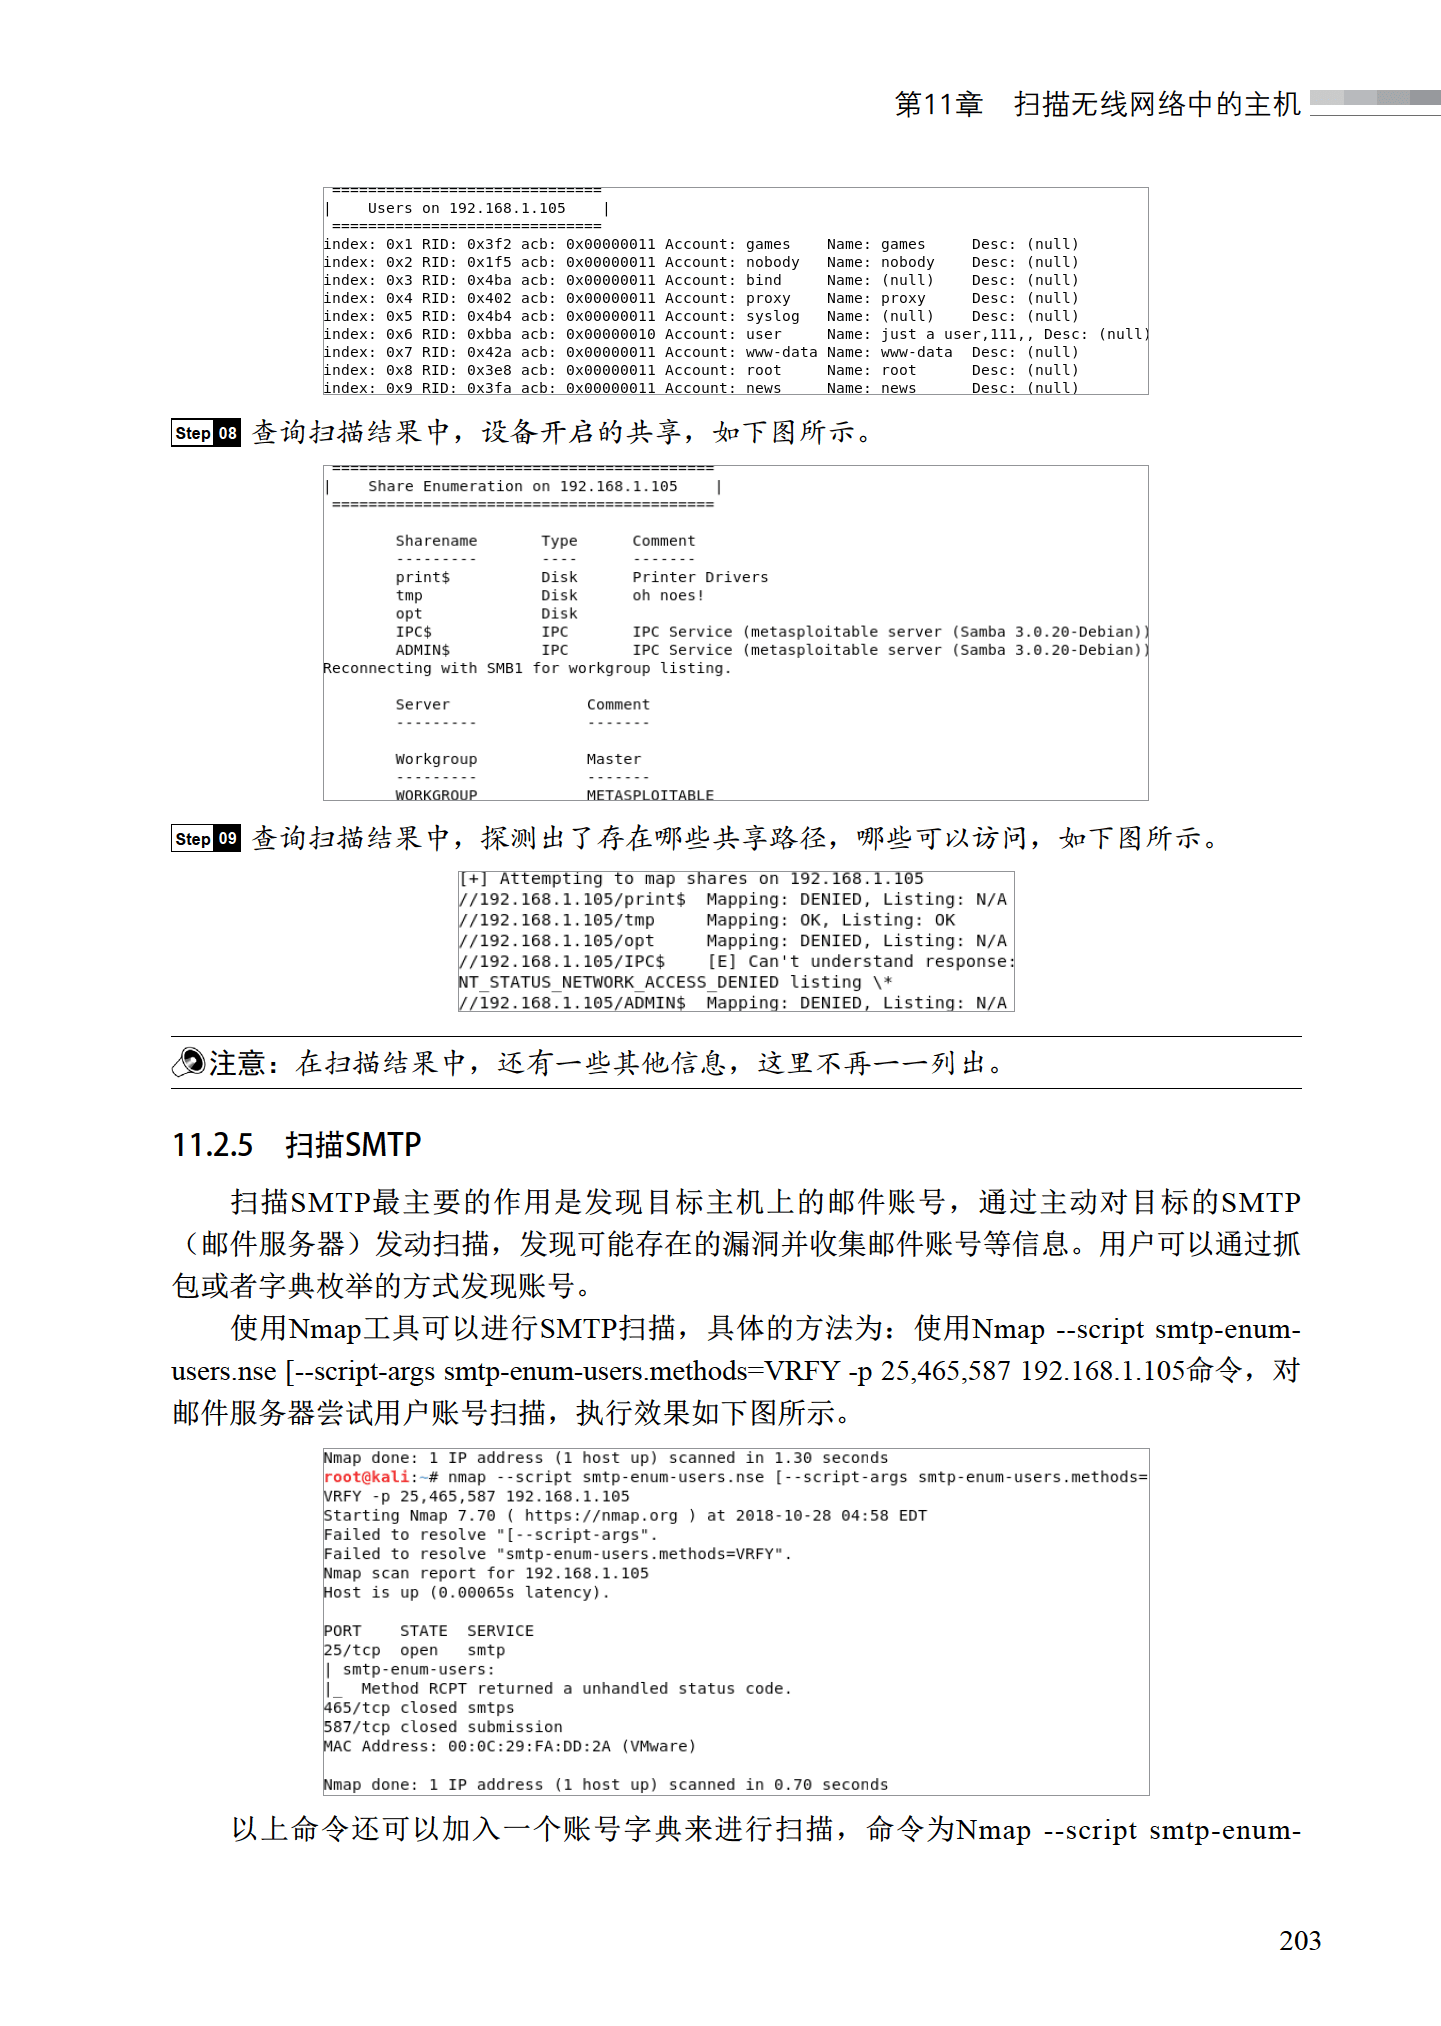 第11章 扫描无线网络中的主机
==============================
|    Users on 192.168.1.105    |
==============================
index: 0x1 RID: 0x3f2 acb: 0x00000011 Account: games    Name: games     Desc: (null)
index: 0x2 RID: 0x1f5 acb: 0x00000011 Account: nobody   Name: nobody    Desc: (null)
index: 0x3 RID: 0x4ba acb: 0x00000011 Account: bind     Name: (null)    Desc: (null)
index: 0x4 RID: 0x402 acb: 0x00000011 Account: proxy    Name: proxy     Desc: (null)
index: 0x5 RID: 0x4b4 acb: 0x00000011 Account: syslog   Name: (null)    Desc: (null)
index: 0x6 RID: 0xbba acb: 0x00000010 Account: user     Name: just a user,111,, Desc: (null)
index: 0x7 RID: 0x42a acb: 0x00000011 Account: www-data Name: www-data  Desc: (null)
index: 0x8 RID: 0x3e8 acb: 0x00000011 Account: root     Name: root      Desc: (null)
index: 0x9 RID: 0x3fa acb: 0x00000011 Account: news     Name: news      Desc: (null)
Step 08 查询扫描结果中，设备开启的共享，如下图所示。
==========================================
|    Share Enumeration on 192.168.1.105    |
==========================================
Sharename       Type      Comment
---------       ----      -------
print$          Disk      Printer Drivers
tmp             Disk      oh noes!
opt             Disk
IPC$            IPC       IPC Service (metasploitable server (Samba 3.0.20-Debian))
ADMIN$          IPC       IPC Service (metasploitable server (Samba 3.0.20-Debian))
Reconnecting with SMB1 for workgroup listing.
Server               Comment
---------            -------
Workgroup            Master
---------            -------
WORKGROUP            METASPLOITABLE
Step 09 查询扫描结果中，探测出了存在哪些共享路径，哪些可以访问，如下图所示。
[+] Attempting to map shares on 192.168.1.105
//192.168.1.105/print$  Mapping: DENIED, Listing: N/A
//192.168.1.105/tmp     Mapping: OK, Listing: OK
//192.168.1.105/opt     Mapping: DENIED, Listing: N/A
//192.168.1.105/IPC$    [E] Can't understand response:
NT_STATUS_NETWORK_ACCESS_DENIED listing \*
//192.168.1.105/ADMIN$  Mapping: DENIED, Listing: N/A
注意：在扫描结果中，还有一些其他信息，这里不再一一列出。
11.2.5 扫描SMTP
扫描SMTP最主要的作用是发现目标主机上的邮件账号，通过主动对目标的SMTP
（邮件服务器）发动扫描，发现可能存在的漏洞并收集邮件账号等信息。用户可以通过抓
包或者字典枚举的方式发现账号。
使用Nmap工具可以进行SMTP扫描，具体的方法为：使用Nmap --script smtp-enum-
users.nse [--script-args smtp-enum-users.methods=VRFY -p 25,465,587 192.168.1.105命令，对
邮件服务器尝试用户账号扫描，执行效果如下图所示。
Nmap done: 1 IP address (1 host up) scanned in 1.30 seconds
root@kali:~# nmap --script smtp-enum-users.nse [--script-args smtp-enum-users.methods=
VRFY -p 25,465,587 192.168.1.105
Starting Nmap 7.70 ( https://nmap.org ) at 2018-10-28 04:58 EDT
Failed to resolve "[--script-args".
Failed to resolve "smtp-enum-users.methods=VRFY".
Nmap scan report for 192.168.1.105
Host is up (0.00065s latency).
PORT    STATE  SERVICE
25/tcp  open   smtp
| smtp-enum-users:
|_  Method RCPT returned a unhandled status code.
465/tcp closed smtps
587/tcp closed submission
MAC Address: 00:0C:29:FA:DD:2A (VMware)
Nmap done: 1 IP address (1 host up) scanned in 0.70 seconds
以上命令还可以加入一个账号字典来进行扫描，命令为Nmap --script smtp-enum-
203